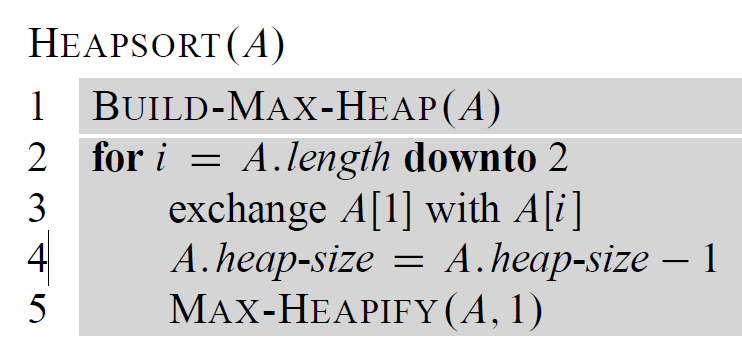 HEAPSORT(A)
1 BUILD-MAX-HEAP(A)
2 for i = A.length downto 2
3 exchange A[1] with A[i]
4 A.heap-size = A.heap-size − 1
5 MAX-HEAPIFY(A, 1)